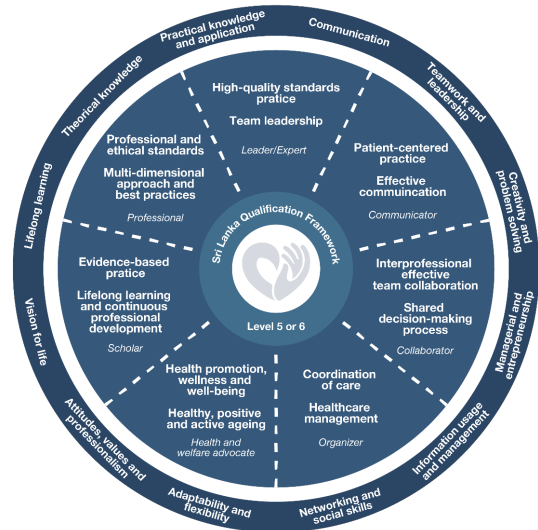 Practical knowledge
and application
Communication
Teamwork and
leadership
Creativity and
problem solving
Managerial and
entrepreneurship
Information usage
and management
Networking and
social skills
Adaptability and
flexibility
Attitudes, values and
professionalism
Vision for life
Lifelong learning
Theorical knowledge
High-quality standards
pratice
Team leadership
Leader/Expert
Patient-centered
practice
Effective
commuincation
Communicator
Interprofessional
effective
team collaboration
Shared
decision-making
process
Collaborator
Coordination
of care
Healthcare
management
Organizer
Health promotion,
wellness and
well-being
Healthy, positive
and active ageing
Health and
welfare advocate
Evidence-based
pratice
Lifelong learning
and continuous
professional
development
Scholar
Professional and
ethical standards
Multi-dimensional
approach and
best practices
Professional
Sri Lanka Qualification Framework
Level 5 or 6